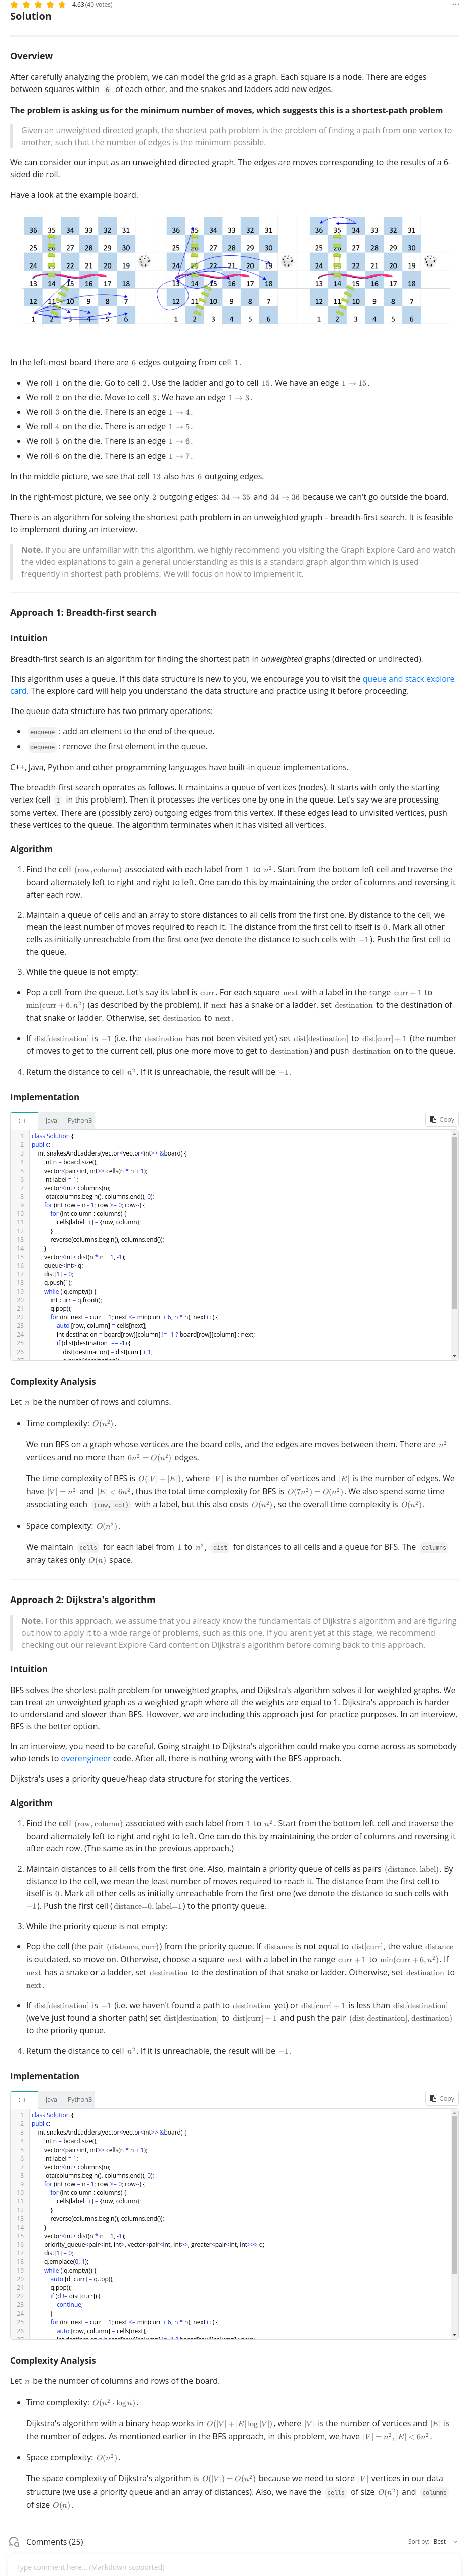 4.63 (40 votes)
Solution
Overview
After carefully analyzing the problem, we can model the grid as a graph. Each square is a node. There are edges
between squares within 6 of each other, and the snakes and ladders add new edges.
The problem is asking us for the minimum number of moves, which suggests this is a shortest-path problem
Given an unweighted directed graph, the shortest path problem is the problem of finding a path from one vertex to
another, such that the number of edges is the minimum possible.
We can consider our input as an unweighted directed graph. The edges are moves corresponding to the results of a 6-
sided die roll.
Have a look at the example board.
36 35 34 33 32 31 36 35 34 33 32 31 36 35 34 33 32 31
25 26 27 28 29 30 25 26 27 28 29 30 25 26 27 28 29 30
24 23 22 21 20 19 24 23 22 21 20 19 24 23 22 21 20 19
13 14 15 16 17 18 13 14 15 16 17 18 13 14 15 16 17 18
12 11 10 9 8 7 12 11 10 9 8 7 12 11 10 9 8 7
1 2 3 4 5 6 1 2 3 4 5 6 1 2 3 4 5 6
In the left-most board there are 6 edges outgoing from cell 1.
• We roll 1 on the die. Go to cell 2. Use the ladder and go to cell 15. We have an edge 1 → 15.
• We roll 2 on the die. Move to cell 3. We have an edge 1 → 3.
• We roll 3 on the die. There is an edge 1 → 4.
• We roll 4 on the die. There is an edge 1 → 5.
• We roll 5 on the die. There is an edge 1 → 6.
• We roll 6 on the die. There is an edge 1 → 7.
In the middle picture, we see that cell 13 also has 6 outgoing edges.
In the right-most picture, we see only 2 outgoing edges: 34 → 35 and 34 → 36 because we can't go outside the board.
There is an algorithm for solving the shortest path problem in an unweighted graph – breadth-first search. It is feasible
to implement during an interview.
Note. If you are unfamiliar with this algorithm, we highly recommend you visiting the Graph Explore Card and watch
the video explanations to gain a general understanding as this is a standard graph algorithm which is used
frequently in shortest path problems. We will focus on how to implement it.
Approach 1: Breadth-first search
Intuition
Breadth-first search is an algorithm for finding the shortest path in unweighted graphs (directed or undirected).
This algorithm uses a queue. If this data structure is new to you, we encourage you to visit the queue and stack explore
card. The explore card will help you understand the data structure and practice using it before proceeding.
The queue data structure has two primary operations:
• enqueue : add an element to the end of the queue.
• dequeue : remove the first element in the queue.
C++, Java, Python and other programming languages have built-in queue implementations.
The breadth-first search operates as follows. It maintains a queue of vertices (nodes). It starts with only the starting
vertex (cell 1 in this problem). Then it processes the vertices one by one in the queue. Let's say we are processing
some vertex. There are (possibly zero) outgoing edges from this vertex. If these edges lead to unvisited vertices, push
these vertices to the queue. The algorithm terminates when it has visited all vertices.
Algorithm
1. Find the cell (row, column) associated with each label from 1 to n². Start from the bottom left cell and traverse the
board alternately left to right and right to left. One can do this by maintaining the order of columns and reversing it
after each row.
2. Maintain a queue of cells and an array to store distances to all cells from the first one. By distance to the cell, we
mean the least number of moves required to reach it. The distance from the first cell to itself is 0. Mark all other
cells as initially unreachable from the first one (we denote the distance to such cells with −1). Push the first cell to
the queue.
3. While the queue is not empty:
• Pop a cell from the queue. Let's say its label is curr. For each square next with a label in the range curr + 1 to
min(curr + 6, n²) (as described by the problem), if next has a snake or a ladder, set destination to the destination of
that snake or ladder. Otherwise, set destination to next.
• If dist[destination] is −1 (i.e. the destination has not been visited yet) set dist[destination] to dist[curr] + 1 (the number
of moves to get to the current cell, plus one more move to get to destination) and push destination on to the queue.
4. Return the distance to cell n². If it is unreachable, the result will be −1.
Implementation
C++ Java Python3 Copy
1 class Solution {
2 public:
3 int snakesAndLadders(vector<vector<int>> &board) {
4 int n = board.size();
5 vector<pair<int, int>> cells(n * n + 1);
6 int label = 1;
7 vector<int> columns(n);
8 iota(columns.begin(), columns.end(), 0);
9 for (int row = n - 1; row >= 0; row--) {
10 for (int column : columns) {
11 cells[label++] = {row, column};
12 }
13 reverse(columns.begin(), columns.end());
14 }
15 vector<int> dist(n * n + 1, -1);
16 queue<int> q;
17 dist[1] = 0;
18 q.push(1);
19 while (!q.empty()) {
20 int curr = q.front();
21 q.pop();
22 for (int next = curr + 1; next <= min(curr + 6, n * n); next++) {
23 auto [row, column] = cells[next];
24 int destination = board[row][column] != -1 ? board[row][column] : next;
25 if (dist[destination] == -1) {
26 dist[destination] = dist[curr] + 1;
27 q.push(destination);
Complexity Analysis
Let n be the number of rows and columns.
• Time complexity: O(n²).
We run BFS on a graph whose vertices are the board cells, and the edges are moves between them. There are n²
vertices and no more than 6n² = O(n²) edges.
The time complexity of BFS is O(|V| + |E|), where |V| is the number of vertices and |E| is the number of edges. We
have |V| = n² and |E| < 6n², thus the total time complexity for BFS is O(7n²) = O(n²). We also spend some time
associating each (row, col) with a label, but this also costs O(n²), so the overall time complexity is O(n²).
• Space complexity: O(n²).
We maintain cells for each label from 1 to n², dist for distances to all cells and a queue for BFS. The columns
array takes only O(n) space.
Approach 2: Dijkstra's algorithm
Note. For this approach, we assume that you already know the fundamentals of Dijkstra's algorithm and are figuring
out how to apply it to a wide range of problems, such as this one. If you aren't yet at this stage, we recommend
checking out our relevant Explore Card content on Dijkstra's algorithm before coming back to this approach.
Intuition
BFS solves the shortest path problem for unweighted graphs, and Dijkstra's algorithm solves it for weighted graphs. We
can treat an unweighted graph as a weighted graph where all the weights are equal to 1. Dijkstra's approach is harder
to understand and slower than BFS. However, we are including this approach just for practice purposes. In an interview,
BFS is the better option.
In an interview, you need to be careful. Going straight to Dijkstra's algorithm could make you come across as somebody
who tends to overengineer code. After all, there is nothing wrong with the BFS approach.
Dijkstra's uses a priority queue/heap data structure for storing the vertices.
Algorithm
1. Find the cell (row, column) associated with each label from 1 to n². Start from the bottom left cell and traverse the
board alternately left to right and right to left. One can do this by maintaining the order of columns and reversing it
after each row. (The same as in the previous approach.)
2. Maintain distances to all cells from the first one. Also, maintain a priority queue of cells as pairs (distance, label). By
distance to the cell, we mean the least number of moves required to reach it. The distance from the first cell to
itself is 0. Mark all other cells as initially unreachable from the first one (we denote the distance to such cells with
−1). Push the first cell (distance=0, label=1) to the priority queue.
3. While the priority queue is not empty:
• Pop the cell (the pair (distance, curr)) from the priority queue. If distance is not equal to dist[curr], the value distance
is outdated, so move on. Otherwise, choose a square next with a label in the range curr + 1 to min(curr + 6, n²). If
next has a snake or a ladder, set destination to the destination of that snake or ladder. Otherwise, set destination to
next.
• If dist[destination] is −1 (i.e. we haven't found a path to destination yet) or dist[curr] + 1 is less than dist[destination]
(we've just found a shorter path) set dist[destination] to dist[curr] + 1 and push the pair (dist[destination], destination)
to the priority queue.
4. Return the distance to cell n². If it is unreachable, the result will be −1.
Implementation
C++ Java Python3 Copy
1 class Solution {
2 public:
3 int snakesAndLadders(vector<vector<int>> &board) {
4 int n = board.size();
5 vector<pair<int, int>> cells(n * n + 1);
6 int label = 1;
7 vector<int> columns(n);
8 iota(columns.begin(), columns.end(), 0);
9 for (int row = n - 1; row >= 0; row--) {
10 for (int column : columns) {
11 cells[label++] = {row, column};
12 }
13 reverse(columns.begin(), columns.end());
14 }
15 vector<int> dist(n * n + 1, -1);
16 priority_queue<pair<int, int>, vector<pair<int, int>>, greater<pair<int, int>>> q;
17 dist[1] = 0;
18 q.emplace(0, 1);
19 while (!q.empty()) {
20 auto [d, curr] = q.top();
21 q.pop();
22 if (d != dist[curr]) {
23 continue;
24 }
25 for (int next = curr + 1; next <= min(curr + 6, n * n); next++) {
26 auto [row, column] = cells[next];
27 int destination = board[row][column] != -1 ? board[row][column] : next;
Complexity Analysis
Let n be the number of columns and rows of the board.
• Time complexity: O(n² · log n).
Dijkstra's algorithm with a binary heap works in O(|V| + |E| log |V|), where |V| is the number of vertices and |E| is
the number of edges. As mentioned earlier in the BFS approach, in this problem, we have |V| = n², |E| < 6n².
• Space complexity: O(n²).
The space complexity of Dijkstra's algorithm is O(|V|) = O(n²) because we need to store |V| vertices in our data
structure (we use a priority queue and an array of distances). Also, we have the cells of size O(n²) and columns
of size O(n).
Comments (25) Sort by: Best
Type comment here... (Markdown supported)